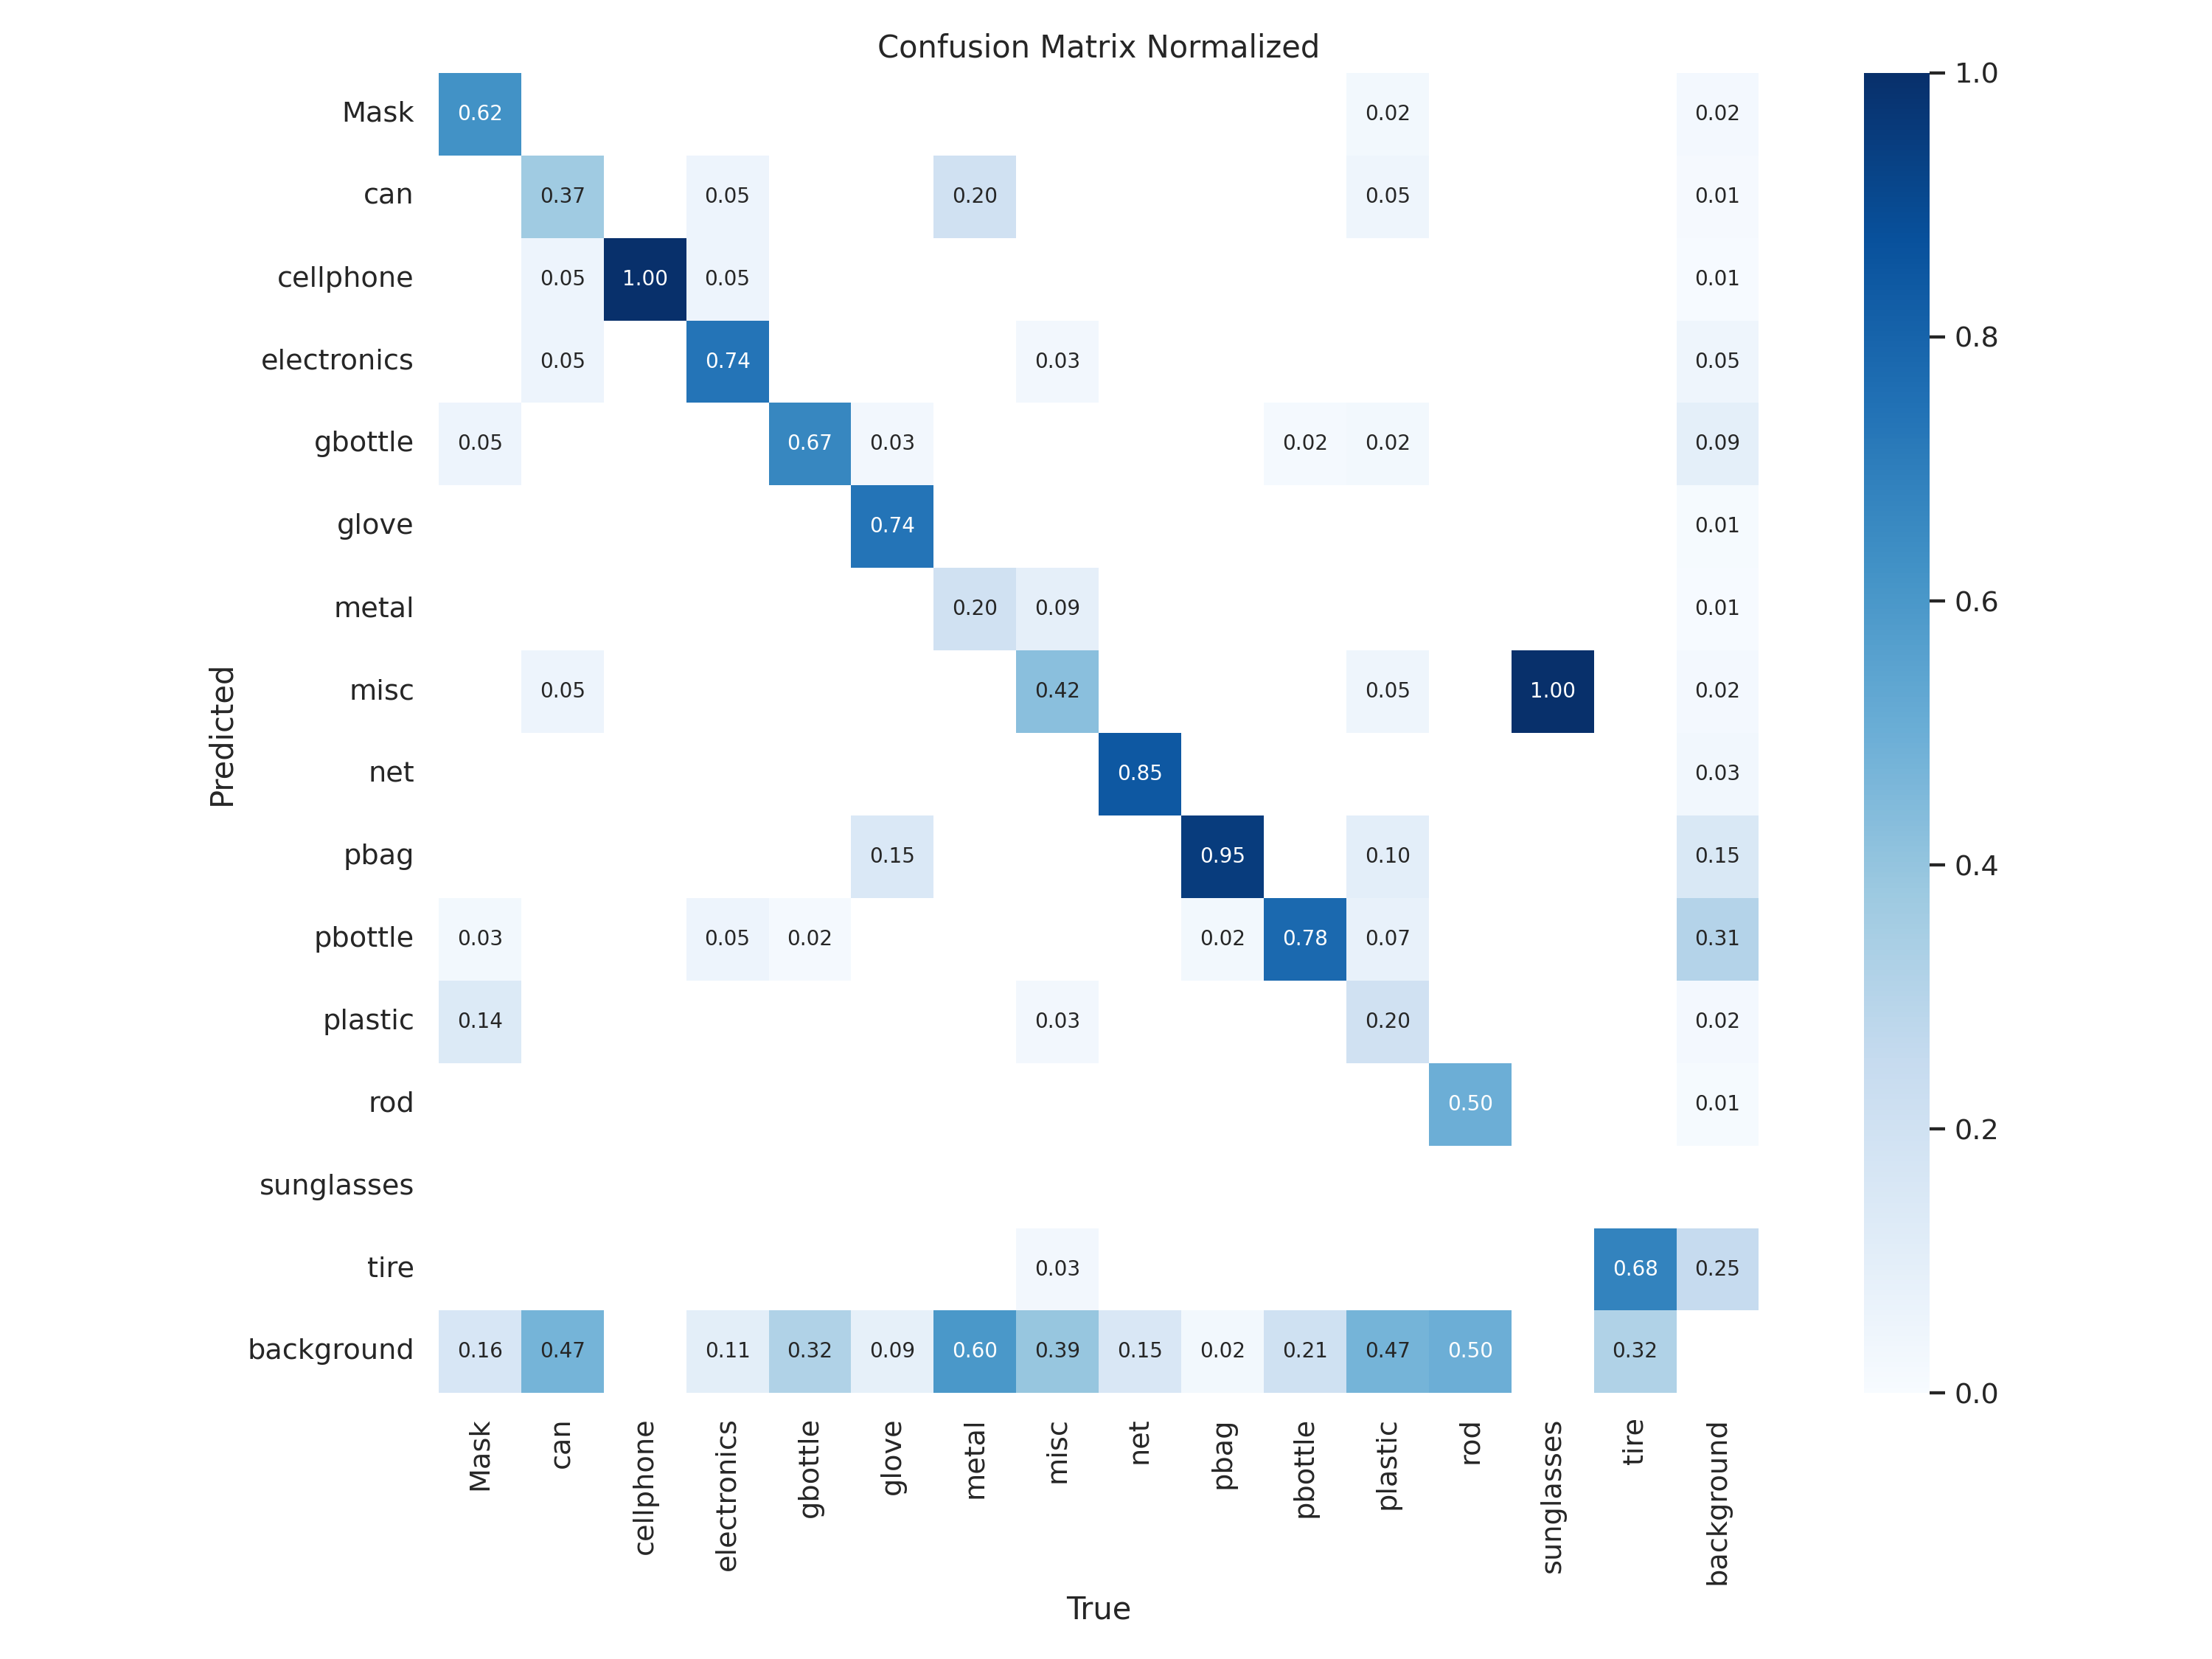 Confusion Matrix Normalized
Mask 0.62 0.02 0.02
can 0.37 0.05 0.20 0.05 0.01
cellphone 0.05 1.00 0.05 0.01
electronics 0.05 0.74 0.03 0.05
gbottle 0.05 0.67 0.03 0.02 0.02 0.09
glove 0.74 0.01
metal 0.20 0.09 0.01
misc 0.05 0.42 0.05 1.00 0.02
net 0.85 0.03
pbag 0.15 0.95 0.10 0.15
pbottle 0.03 0.05 0.02 0.02 0.78 0.07 0.31
plastic 0.14 0.03 0.20 0.02
rod 0.50 0.01
sunglasses
tire 0.03 0.68 0.25
background 0.16 0.47 0.11 0.32 0.09 0.60 0.39 0.15 0.02 0.21 0.47 0.50 0.32
Predicted
Mask
can
cellphone
electronics
gbottle
glove
metal
misc
net
pbag
pbottle
plastic
rod
sunglasses
tire
background
True
1.0
0.8
0.6
0.4
0.2
0.0